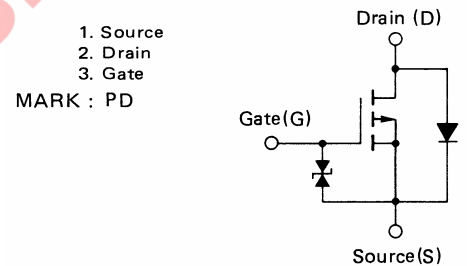 1. Source
2. Drain
3. Gate
MARK : PD
Drain (D)
Gate(G)
Source(S)